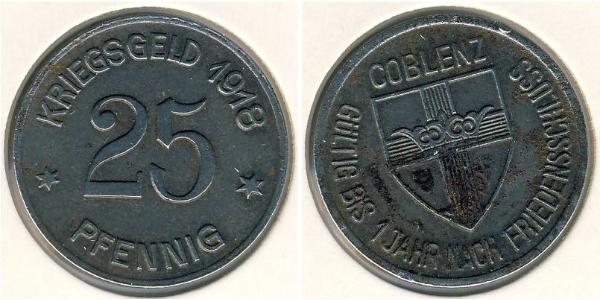 KRIEGSGELD 1918
25
PFENNIG
COBLENZ
GÜLTIG BIS 1 JAHR NACH FRIEDENSSCHLUSS